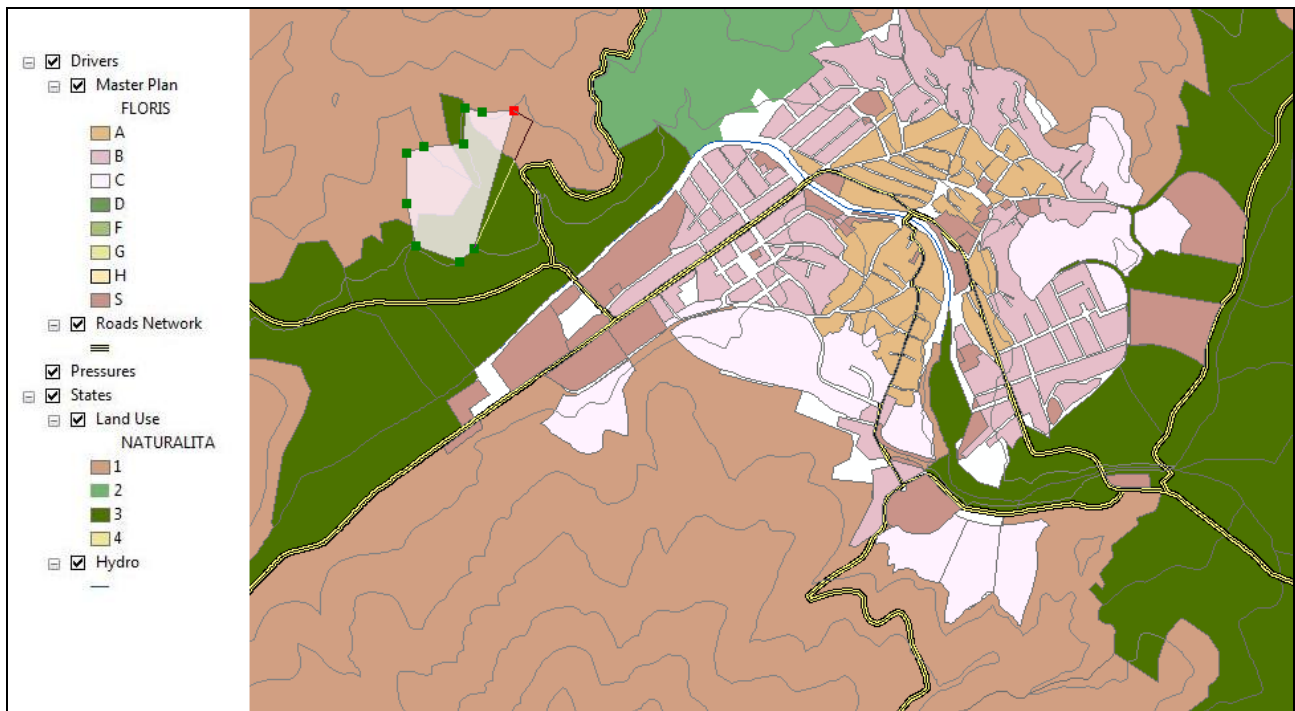 Drivers
Master Plan
FLORIS
A
B
C
D
F
G
H
S
Roads Network
Pressures
States
Land Use
NATURALITA
1
2
3
4
Hydro